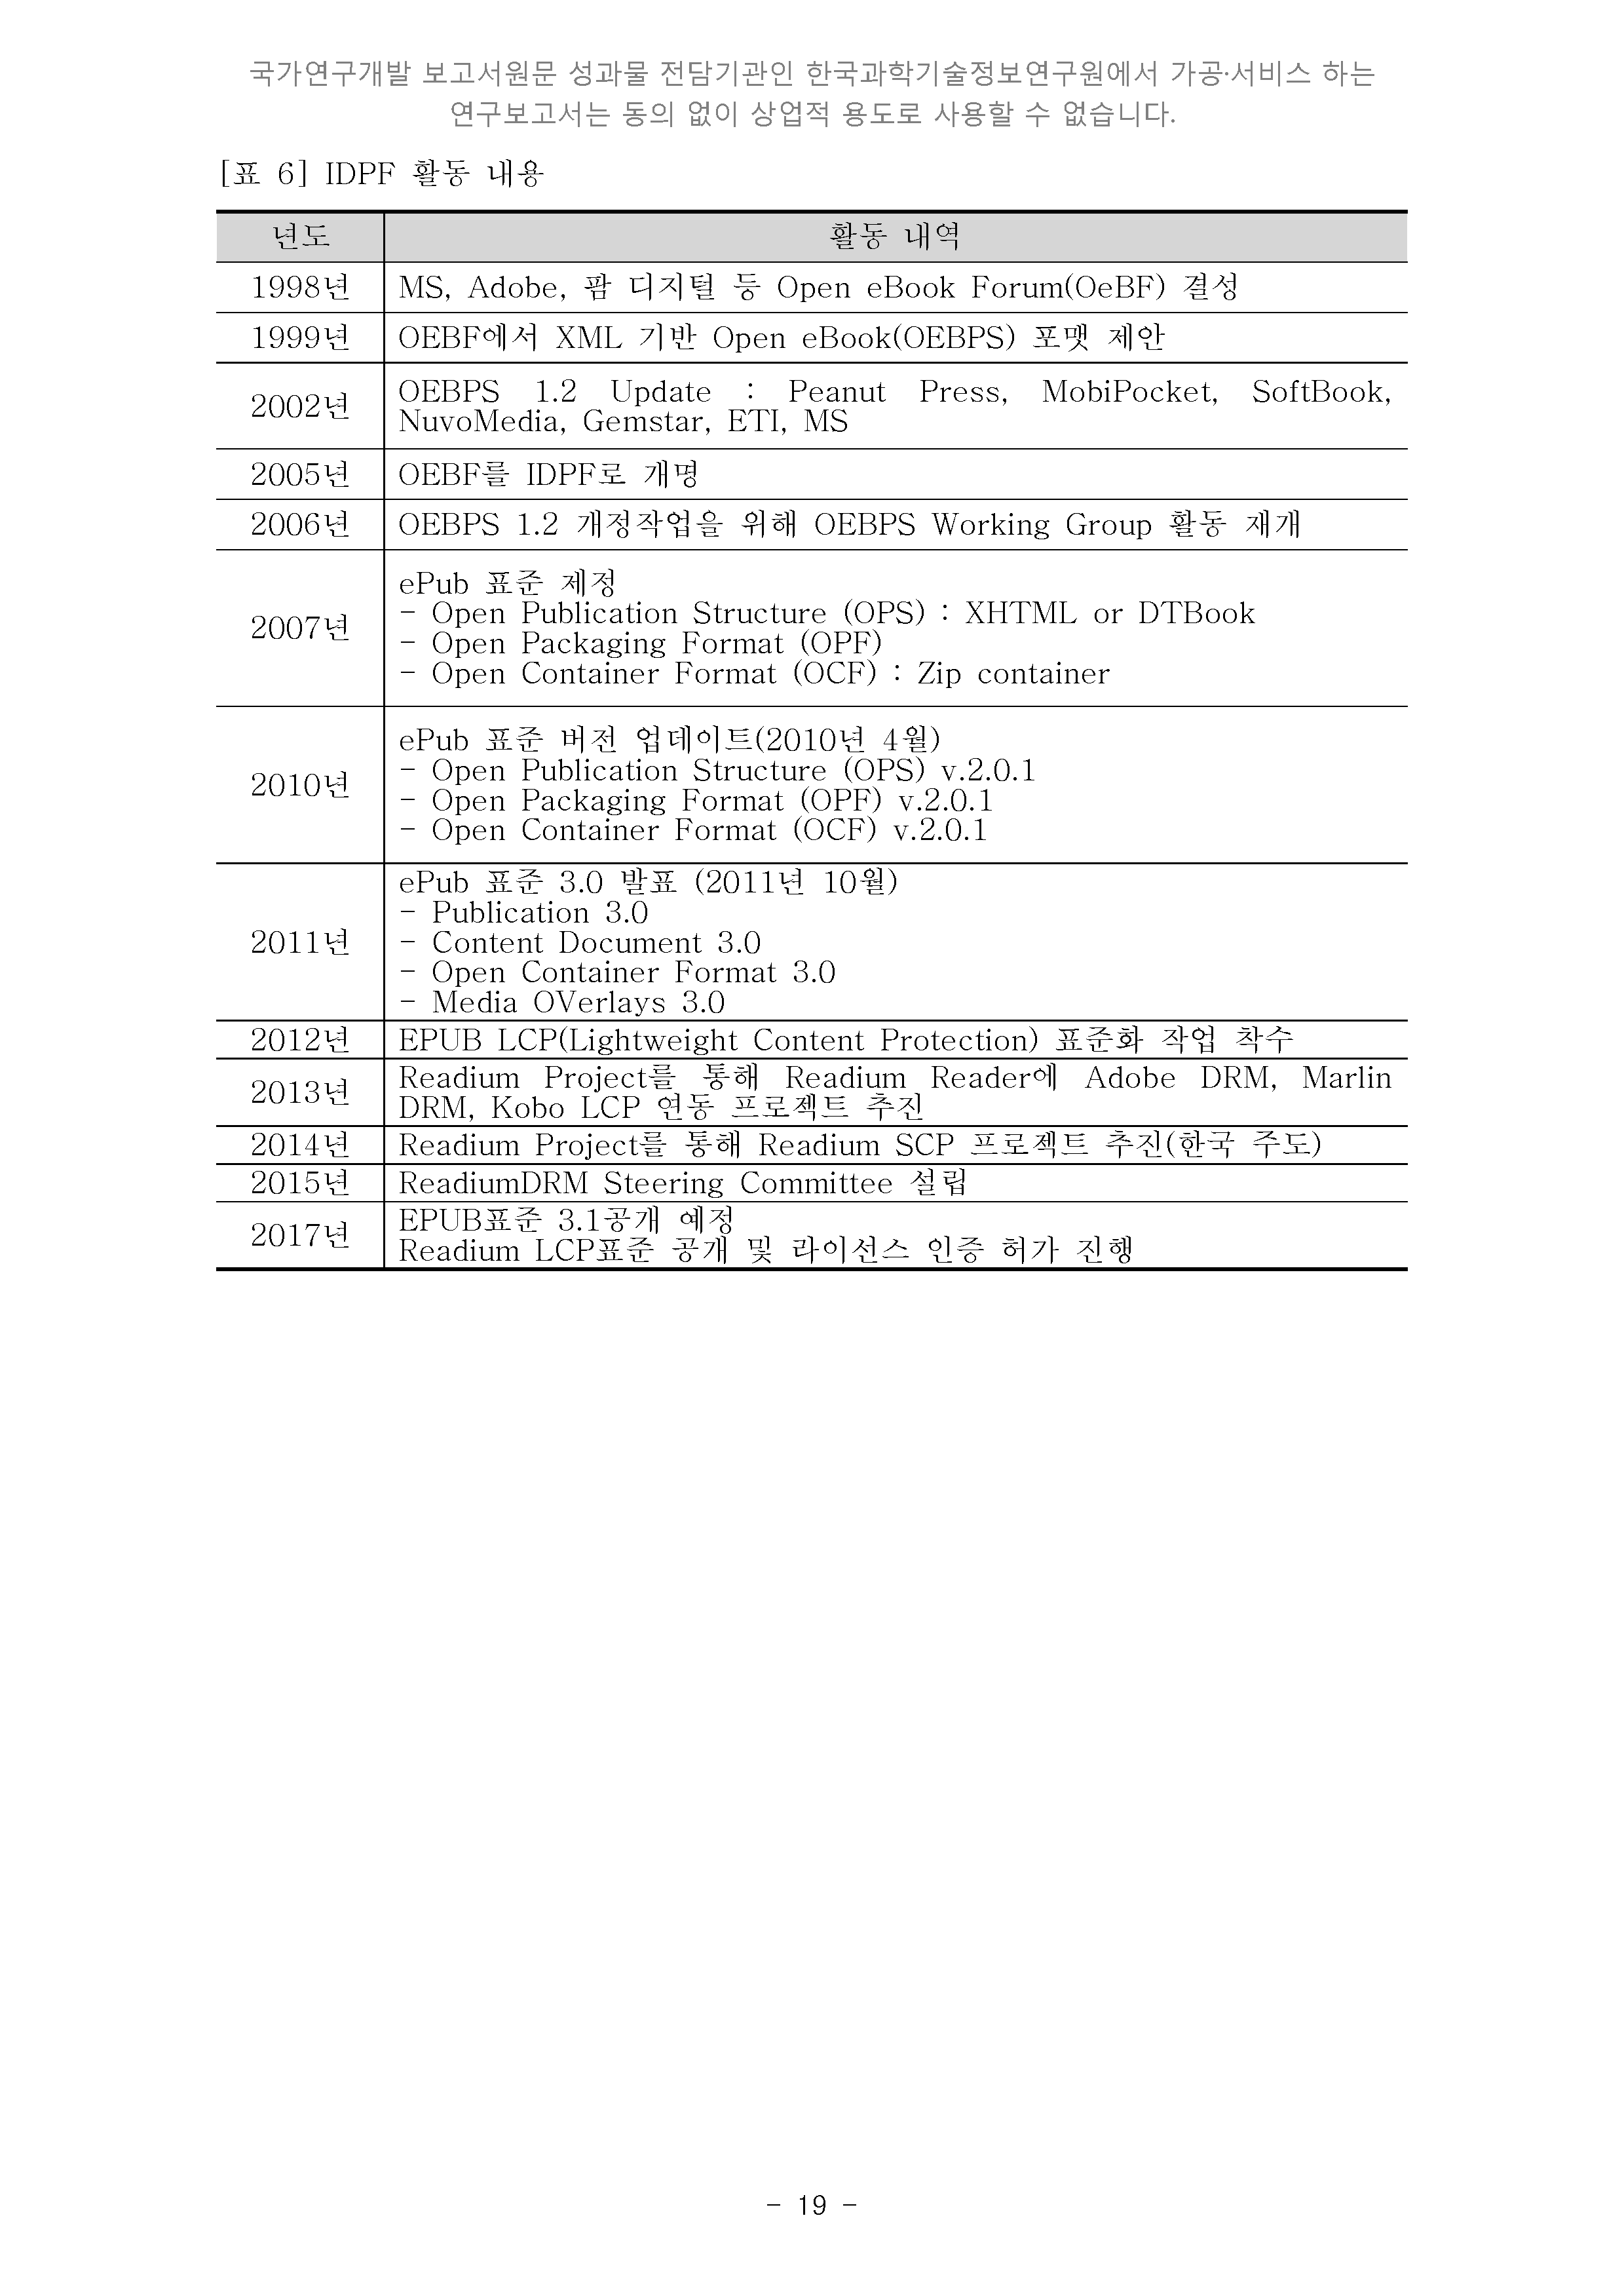 국가연구개발 보고서원문 성과물 전담기관인 한국과학기술정보연구원에서 가공·서비스 하는
연구보고서는 동의 없이 상업적 용도로 사용할 수 없습니다.
[표 6] IDPF 활동 내용
년도 활동 내역
1998년 MS, Adobe, 팜 디지털 등 Open eBook Forum(OeBF) 결성
1999년 OEBF에서 XML 기반 Open eBook(OEBPS) 포맷 제안
2002년 OEBPS 1.2 Update : Peanut Press, MobiPocket, SoftBook,
NuvoMedia, Gemstar, ETI, MS
2005년 OEBF를 IDPF로 개명
2006년 OEBPS 1.2 개정작업을 위해 OEBPS Working Group 활동 재개
2007년 ePub 표준 제정
- Open Publication Structure (OPS) : XHTML or DTBook
- Open Packaging Format (OPF)
- Open Container Format (OCF) : Zip container
2010년 ePub 표준 버전 업데이트(2010년 4월)
- Open Publication Structure (OPS) v.2.0.1
- Open Packaging Format (OPF) v.2.0.1
- Open Container Format (OCF) v.2.0.1
2011년 ePub 표준 3.0 발표 (2011년 10월)
- Publication 3.0
- Content Document 3.0
- Open Container Format 3.0
- Media OVerlays 3.0
2012년 EPUB LCP(Lightweight Content Protection) 표준화 작업 착수
2013년 Readium Project를 통해 Readium Reader에 Adobe DRM, Marlin
DRM, Kobo LCP 연동 프로젝트 추진
2014년 Readium Project를 통해 Readium SCP 프로젝트 추진(한국 주도)
2015년 ReadiumDRM Steering Committee 설립
2017년 EPUB표준 3.1공개 예정
Readium LCP표준 공개 및 라이선스 인증 허가 진행
- 19 -